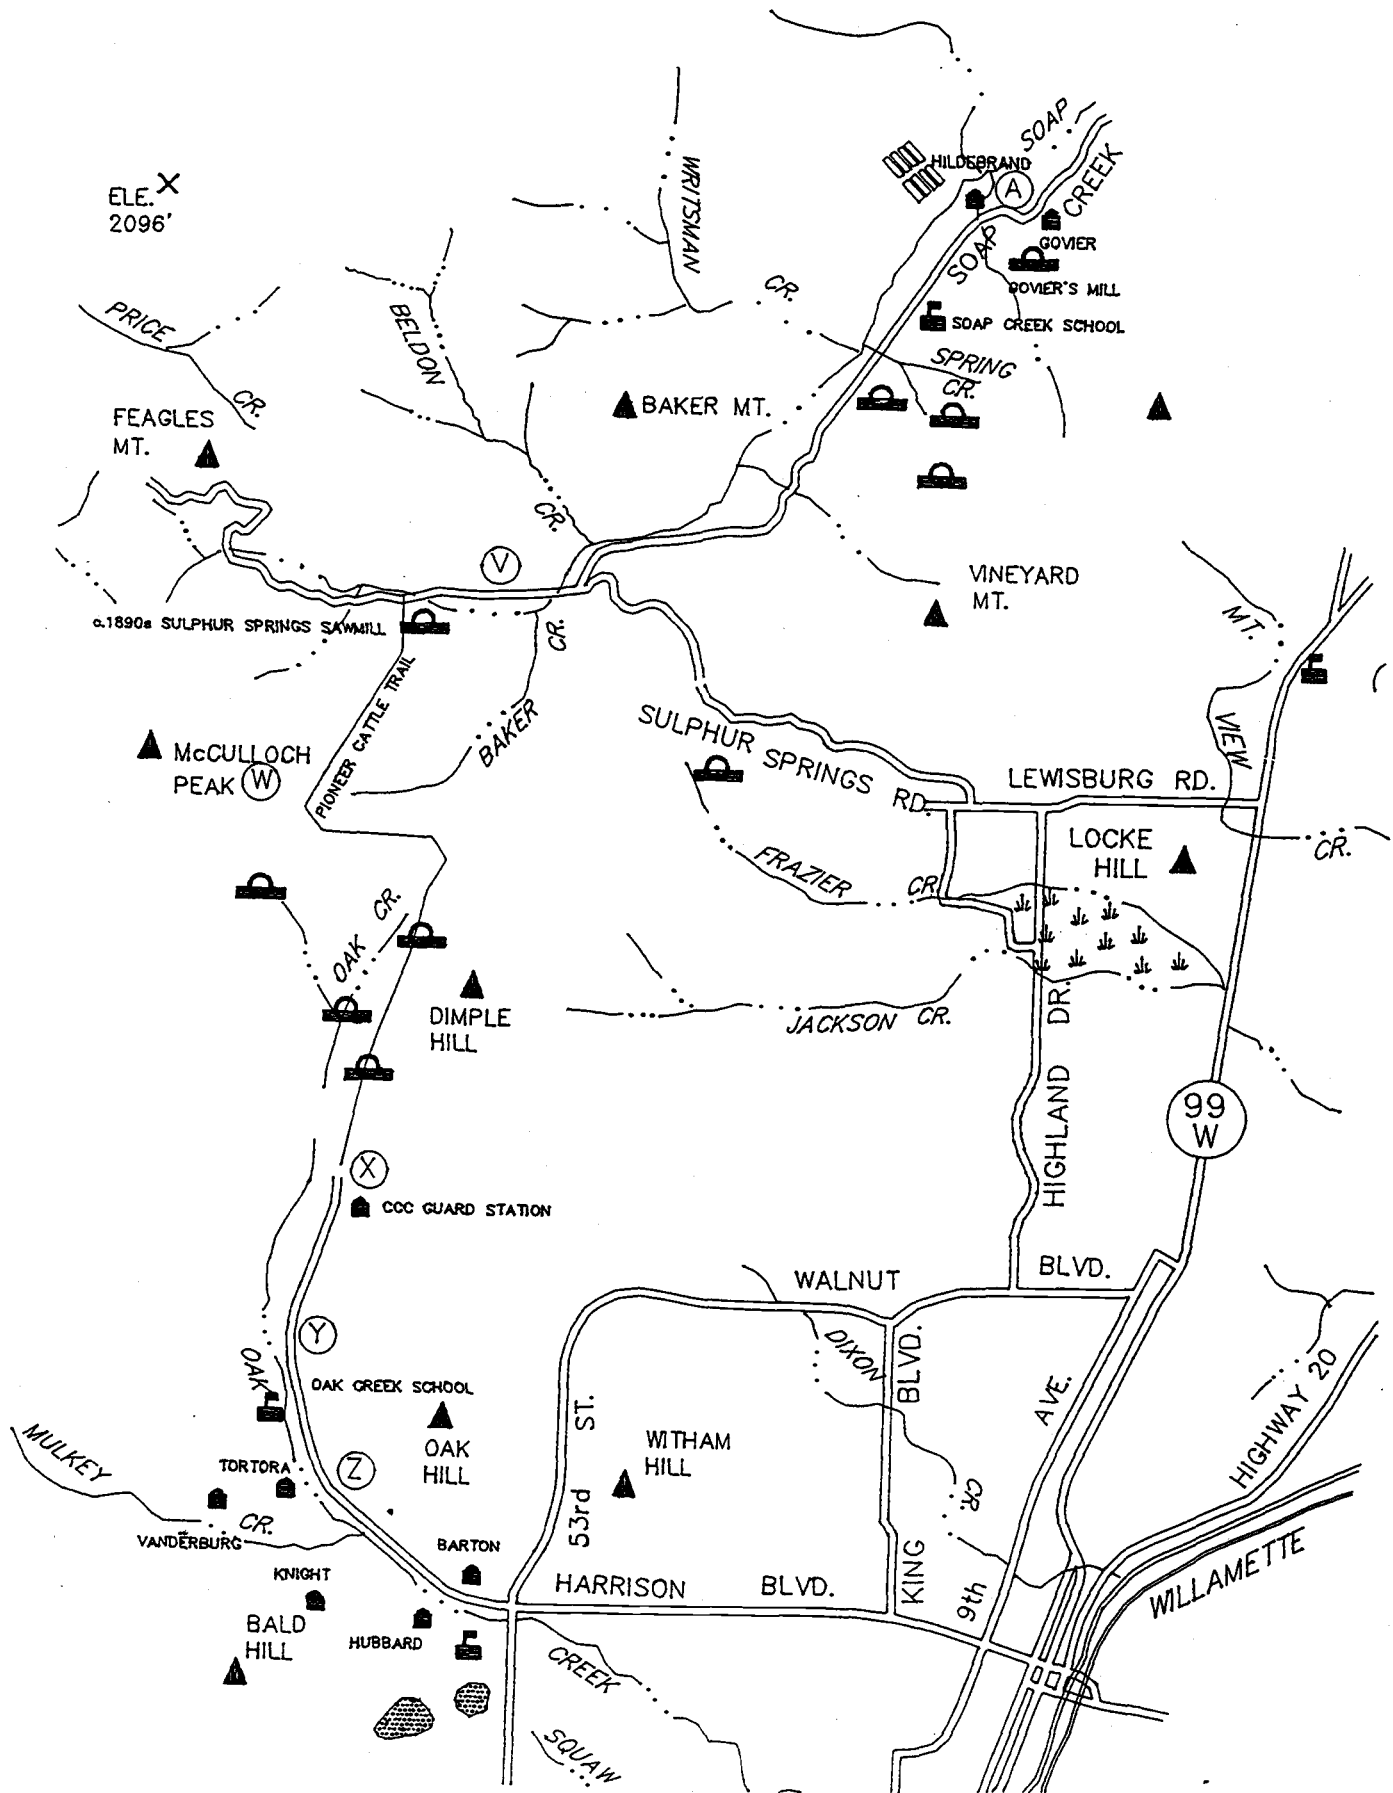 SOAP
CREEK
HILDEBRAND
A
WRITSMAN
CR.
ELE.
2096'
GOVIER
SOAP
GOVIER'S MILL
SOAP CREEK SCHOOL
PRICE
CR.
BELDON
CR.
SPRING
CR.
BAKER MT.
FEAGLES
MT.
V
VINEYARD
MT.
c.1890s SULPHUR SPRINGS SAWMILL
CR.
BAKER
PIONEER CATTLE TRAIL
MT.
VIEW
CR.
McCULLOCH
PEAK
W
SULPHUR SPRINGS
RD.
LEWISBURG RD.
LOCKE
HILL
FRAZIER
CR.
OAK
CR.
DIMPLE
HILL
JACKSON CR.
HIGHLAND DR.
99
W
X
CCC GUARD STATION
WALNUT
BLVD.
Y
OAK
DIXON
CR.
BLVD.
KING
AVE.
9th
HIGHWAY 20
OAK CREEK SCHOOL
OAK
HILL
WITHAM
HILL
ST.
53rd
MULKEY
CR.
TORTORA
Z
VANDERBURG
BARTON
KNIGHT
HARRISON BLVD.
WILLAMETTE
BALD
HILL
HUBBARD
CREEK
SQUAW